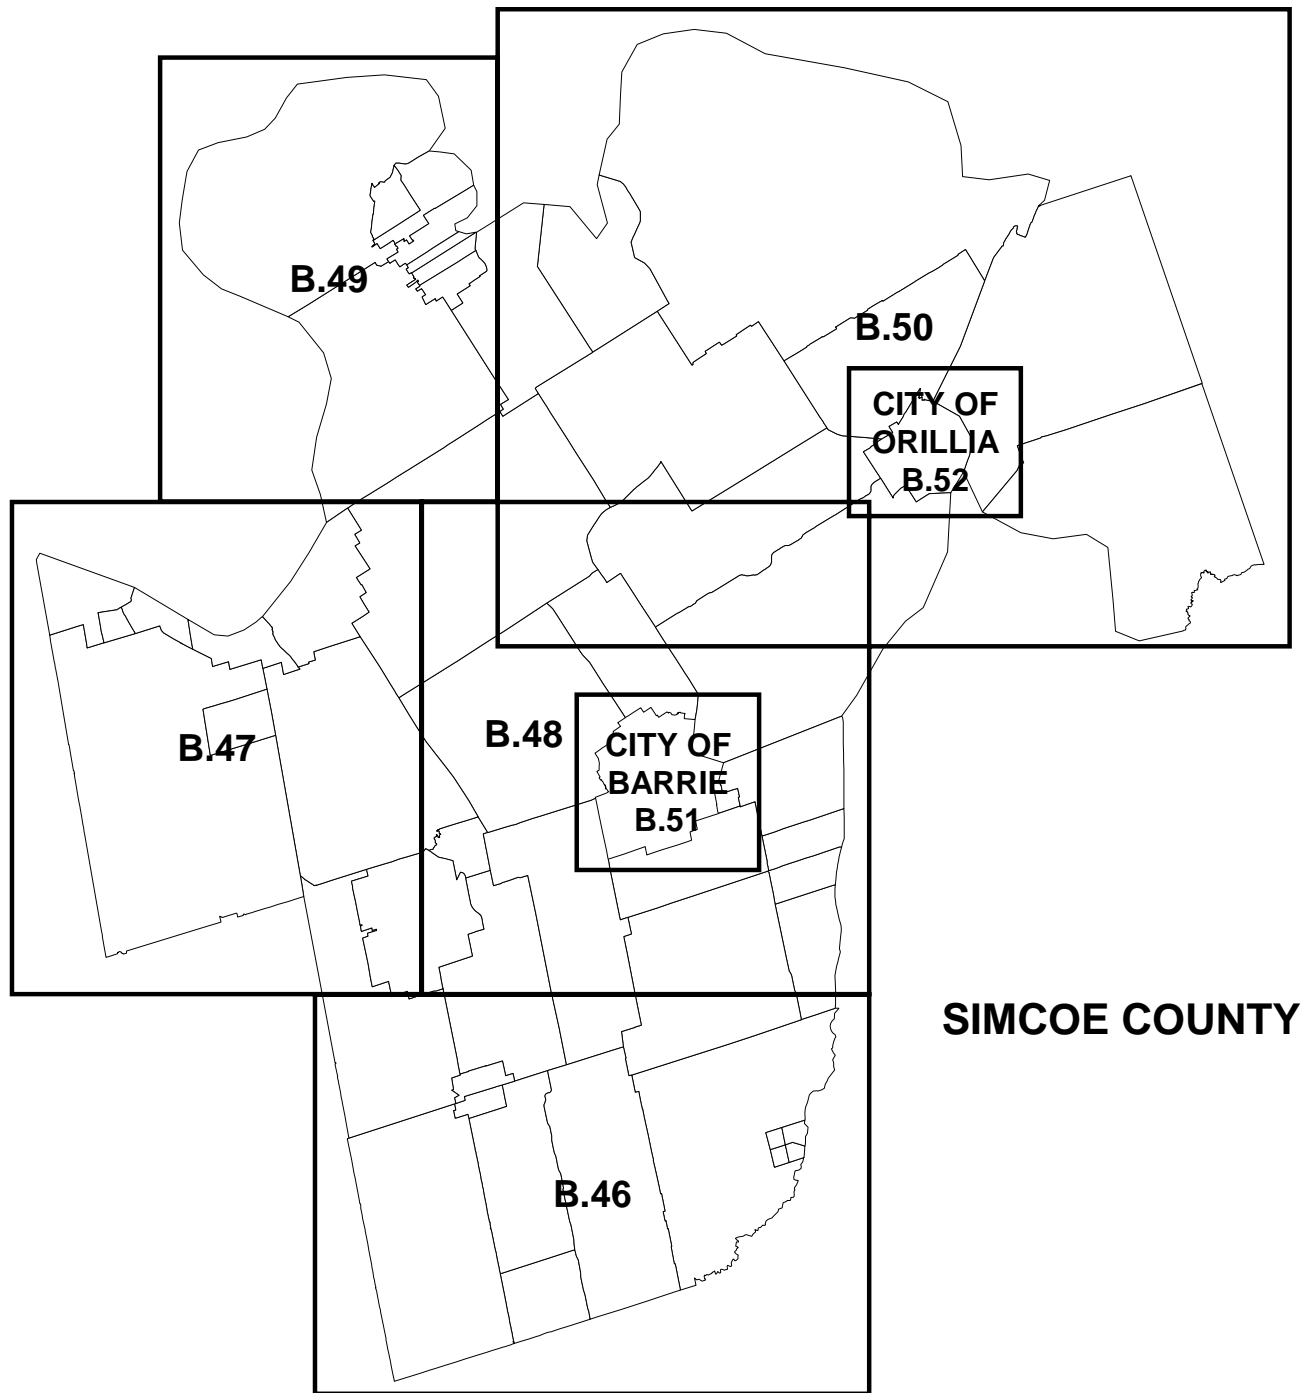 B.49
B.50
CITY OF
ORILLIA
B.52
B.47
B.48
CITY OF
BARRIE
B.51
SIMCOE COUNTY
B.46